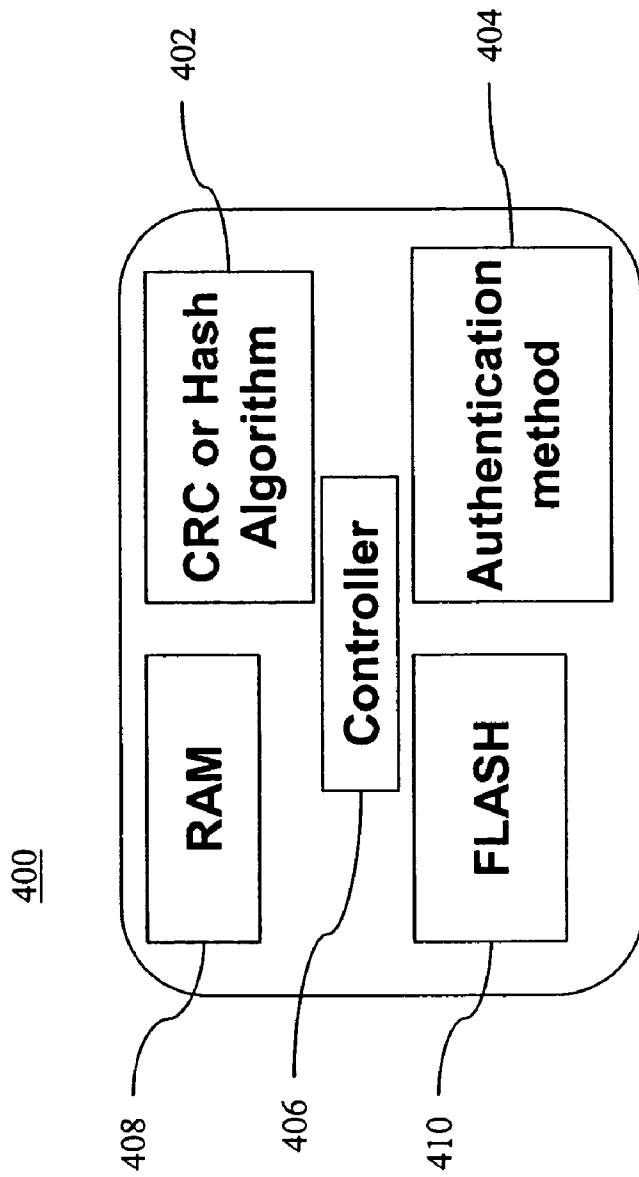 400
408
RAM
CRC or Hash
Algorithm
402
406
Controller
410
FLASH
Authentication
method
404